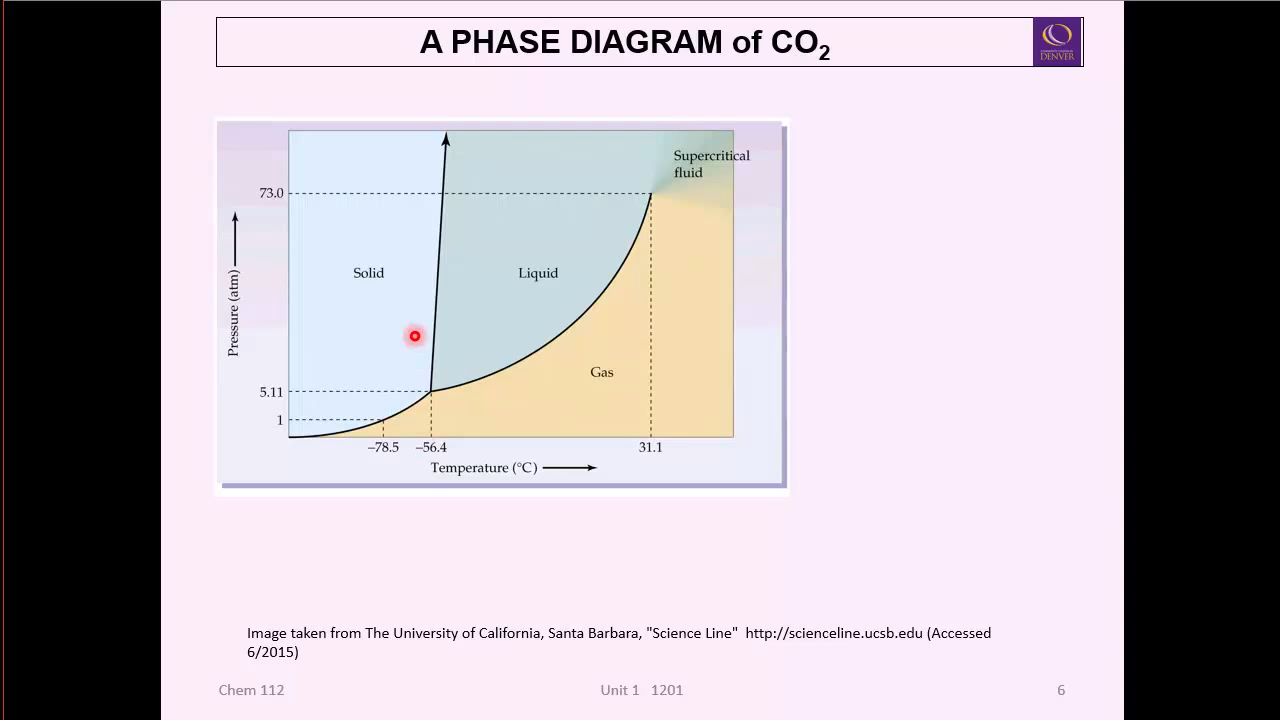 A PHASE DIAGRAM of CO₂
DENVER
Supercritical
fluid
73.0
Solid
Liquid
Pressure (atm)
Gas
5.11
1
–78.5
–56.4
31.1
Temperature (°C)
Image taken from The University of California, Santa Barbara, "Science Line"  http://scienceline.ucsb.edu (Accessed
6/2015)
Chem 112
Unit 1   1201
6